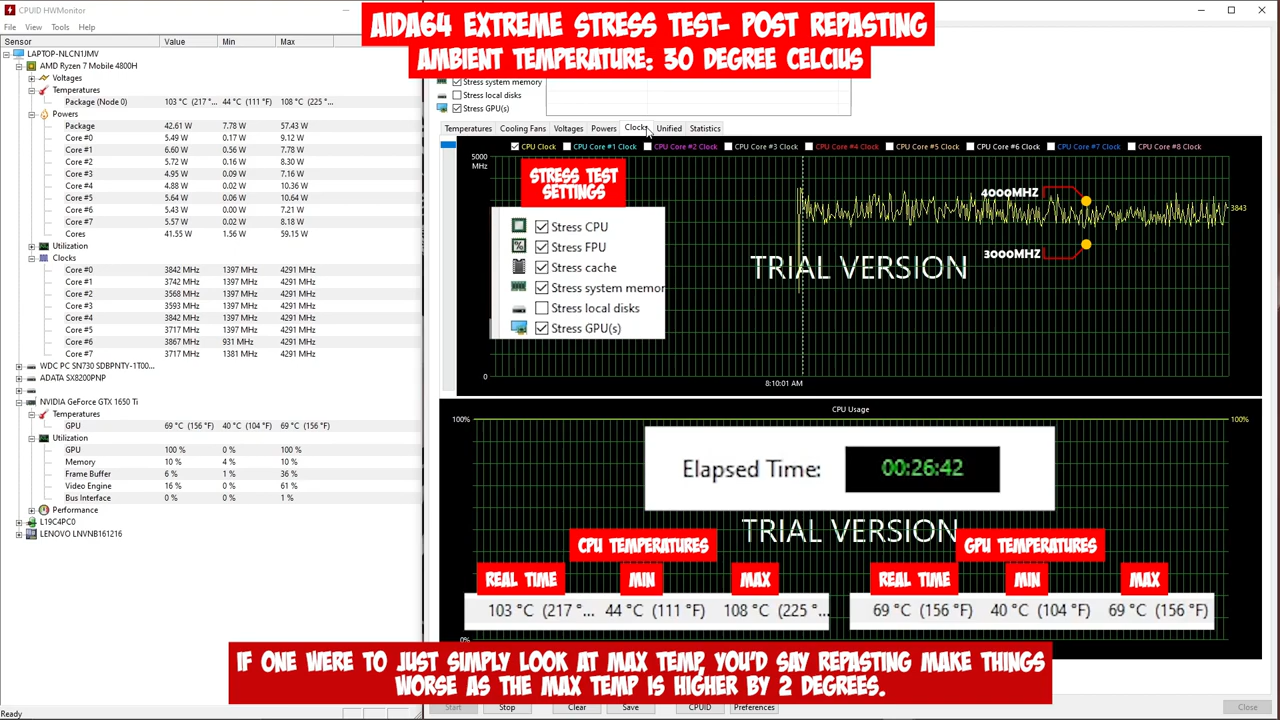 CPUID HWMonitor
File View Tools Help
Sensor Value Min Max
LAPTOP-NLCN1JMV
AMD Ryzen 7 Mobile 4800H
Voltages
Temperatures
Package (Node 0) 103 °C (217 °... 44 °C (111 °F) 108 °C (225 °...
Powers
Package 42.61 W 7.78 W 57.43 W
Core #0 5.49 W 0.17 W 9.12 W
Core #1 6.60 W 0.56 W 7.78 W
Core #2 5.72 W 0.16 W 8.30 W
Core #3 4.95 W 0.09 W 9.16 W
Core #4 4.88 W 0.02 W 10.36 W
Core #5 5.67 W 0.06 W 10.64 W
Core #6 5.43 W 0.00 W 7.21 W
Core #7 5.57 W 0.02 W 8.18 W
Cores 41.55 W 1.56 W 59.15 W
Utilization
Clocks
Core #0 3842 MHz 1397 MHz 4291 MHz
Core #1 3742 MHz 1397 MHz 4291 MHz
Core #2 3568 MHz 1397 MHz 4291 MHz
Core #3 3593 MHz 1397 MHz 4291 MHz
Core #4 3842 MHz 1397 MHz 4291 MHz
Core #5 3717 MHz 1397 MHz 4291 MHz
Core #6 3867 MHz 931 MHz 4291 MHz
Core #7 3717 MHz 1381 MHz 4291 MHz
WDC PC SN730 SDBPNTY-1T00...
ADATA SX8200PNP
NVIDIA GeForce GTX 1650 Ti
Temperatures
GPU 69 °C (156 °F) 40 °C (104 °F) 69 °C (156 °F)
Utilization
GPU 100 % 0 % 100 %
Memory 10 % 4 % 10 %
Frame Buffer 6 % 1 % 36 %
Video Engine 16 % 0 % 61 %
Bus Interface 0 % 0 % 1 %
Performance
L19C4PC0
LENOVO LNVNB161216
Ready
AIDA64 EXTREME STRESS TEST- POST REPASTING
AMBIENT TEMPERATURE: 30 DEGREE CELCIUS
Stress system memory
Stress local disks
Stress GPU(s)
Temperatures Cooling Fans Voltages Powers Clocks Unified Statistics
CPU Clock CPU Core #1 Clock CPU Core #2 Clock CPU Core #3 Clock CPU Core #4 Clock CPU Core #5 Clock CPU Core #6 Clock CPU Core #7 Clock CPU Core #8 Clock
5000
MHz
STRESS TEST
SETTINGS
Stress CPU
Stress FPU
Stress cache
Stress system memor
Stress local disks
Stress GPU(s)
4000MHZ
3843
3000MHZ
TRIAL VERSION
0
8:10:01 AM
CPU Usage
100% 100%
Elapsed Time: 00:26:42
TRIAL VERSION
CPU TEMPERATURES GPU TEMPERATURES
REAL TIME MIN MAX REAL TIME MIN MAX
103 °C (217 °... 44 °C (111 °F) 108 °C (225 °... 69 °C (156 °F) 40 °C (104 °F) 69 °C (156 °F)
0%
IF ONE WERE TO JUST SIMPLY LOOK AT MAX TEMP, YOU'D SAY REPASTING MAKE THINGS
WORSE AS THE MAX TEMP IS HIGHER BY 2 DEGREES.
Start Stop Clear Save CPUID Preferences Close